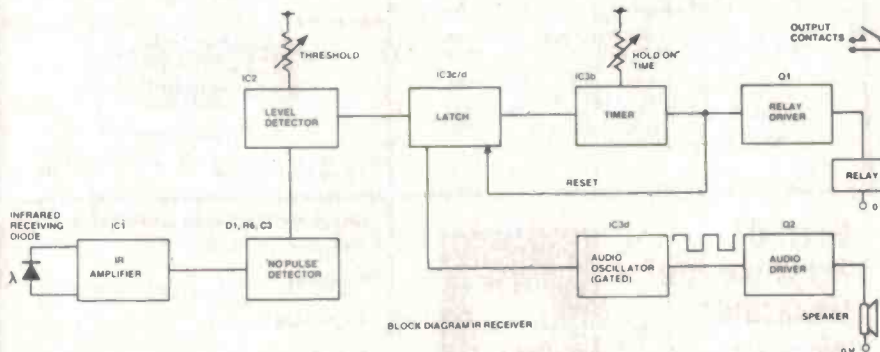 OUTPUT
CONTACTS
THRESHOLD
HOLD ON
TIME
IC2
LEVEL
DETECTOR
IC3c/d
LATCH
IC3b
TIMER
Q1
RELAY
DRIVER
RESET
RELAY
INFRARED
RECEIVING
DIODE
λ
IC1
IR
AMPLIFIER
D1, R6, C3
'NO PULSE
DETECTOR
IC3d
AUDIO
OSCILLATOR
(GATED)
Q2
AUDIO
DRIVER
SPEAKER
BLOCK DIAGRAM IR RECEIVER